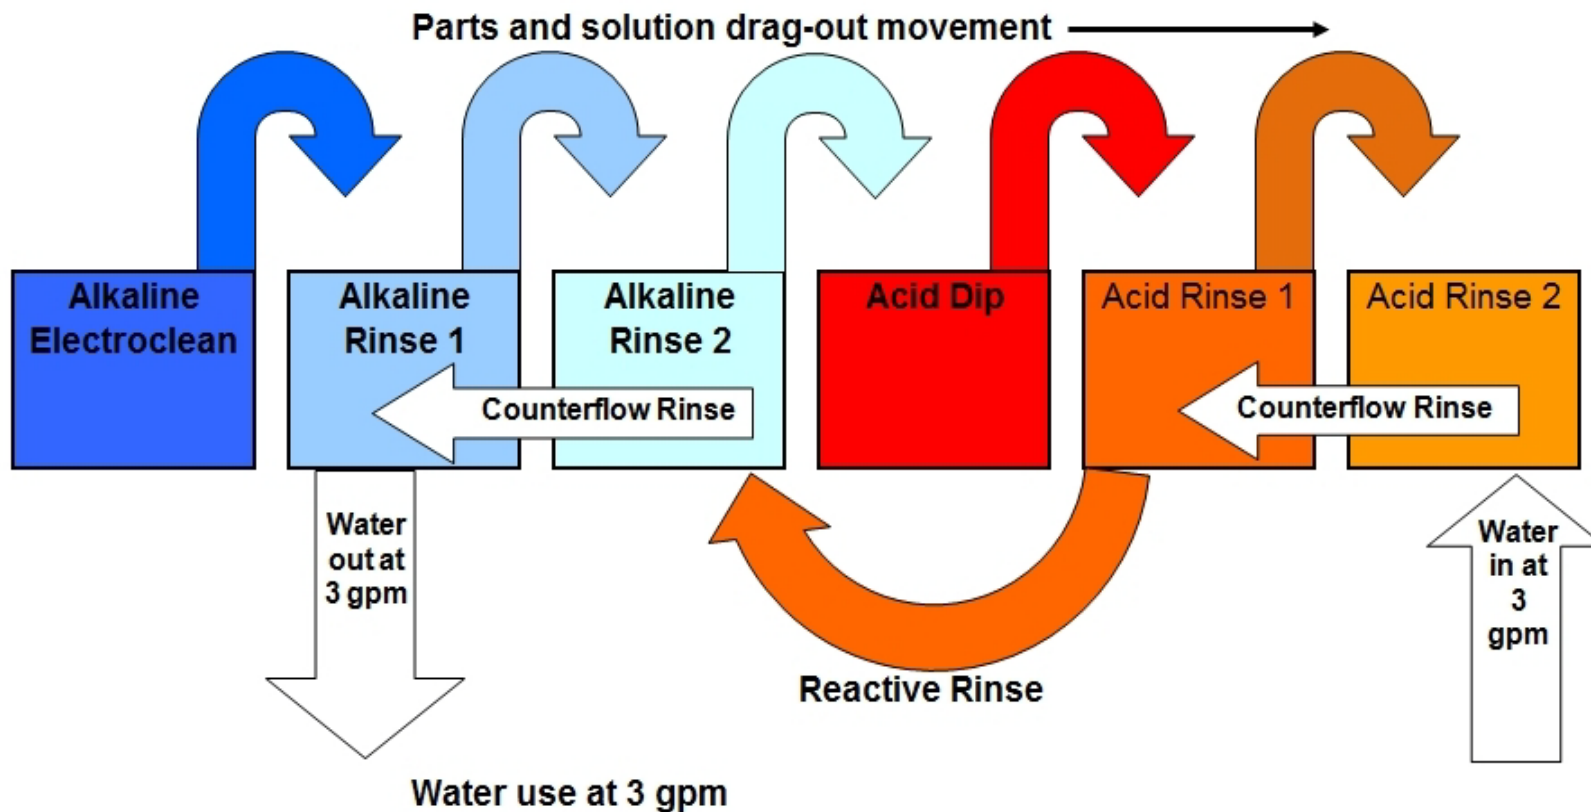 Parts and solution drag-out movement
Alkaline
Electroclean
Alkaline
Rinse 1
Alkaline
Rinse 2
Acid Dip
Acid Rinse 1
Acid Rinse 2
Counterflow Rinse
Counterflow Rinse
Water
out at
3 gpm
Water
in at
3
gpm
Reactive Rinse
Water use at 3 gpm